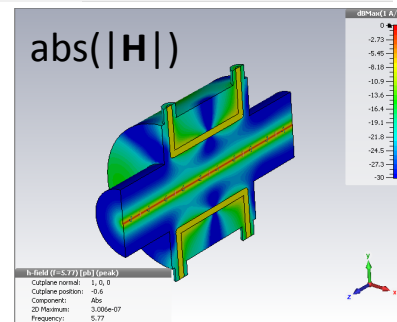 abs(|H|)
dBMax(1 A/
0
-2.73
-5.45
-8.18
-10.9
-13.6
-16.4
-19.1
-21.8
-24.5
-27.3
-30
h-field (f=5.77) [pb] (peak)
Cutplane normal: 1, 0, 0
Cutplane position: -0.6
Component: Abs
2D Maximum: 3.006e-07
Frequency: 5.77
y
z
x